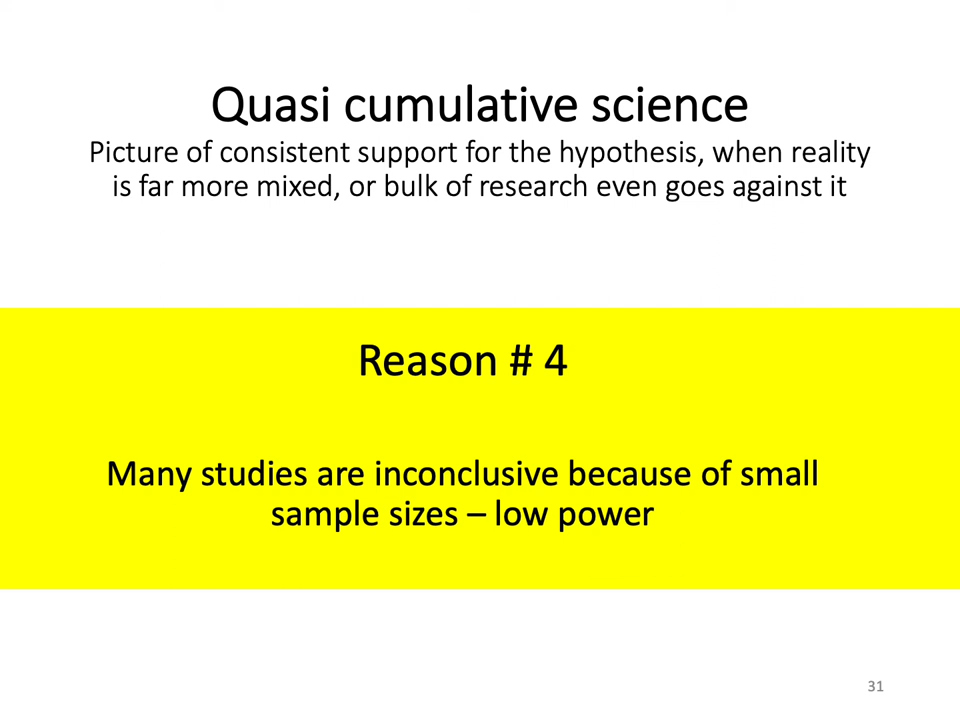 Quasi cumulative science
Picture of consistent support for the hypothesis, when reality
is far more mixed, or bulk of research even goes against it
Reason # 4
Many studies are inconclusive because of small
sample sizes – low power
31